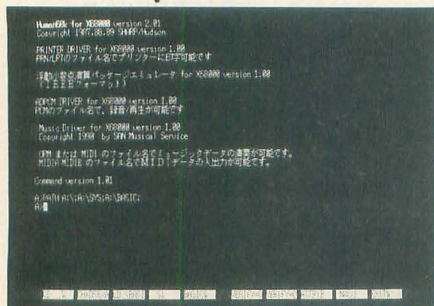 Human68k for X68000 version 2.01
Copyright 1987,88,89 SHARP/Hudson
PRINTER DRIVER for X68000 version 1.00
PRN/LPTのファイル名でプリンターに印字可能です
浮動小数点演算パッケージエミュレータ for X68000 version 1.00
(IEEEフォーマット)
ADPCM DRIVER for X68000 version 1.00
PCMのファイル名で、録音/再生が可能です
Music Driver for X68000 version 1.00
Copyright 1990 by SAN Musical Service
OPM または MIDI のファイル名でミュージックデータの演奏が可能です。
MIDIA MIDIE のファイル名でMIDIデータの入出力が可能です。
Command version 1.01
A:PATH A:\;A:\SYS;A:\BASIC;
A>